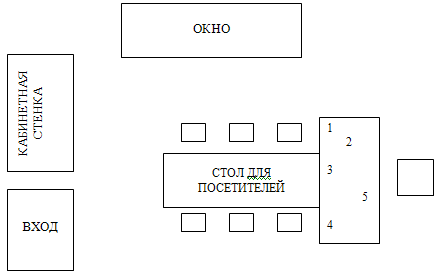 ОКНО
КАБИНЕТНАЯ
СТЕНКА
1
2
СТОЛ ДЛЯ
ПОСЕТИТЕЛЕЙ
3
5
ВХОД
4